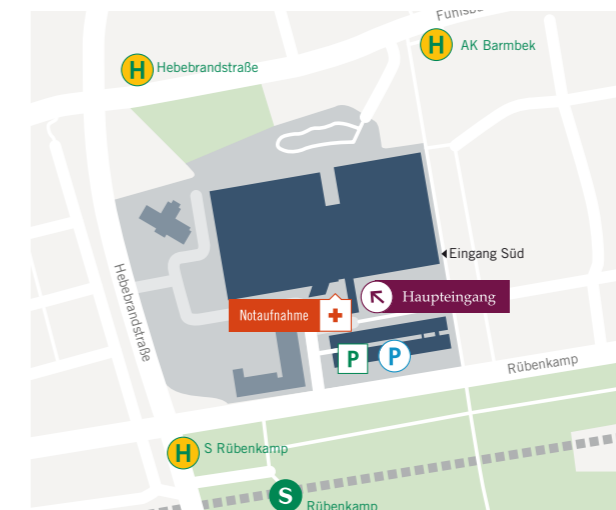 H
Hebebrandstraße
H
AK Barmbek
Eingang Süd
Haupteingang
Notaufnahme
P
P
Hebebrandstraße
Rübenkamp
H
S Rübenkamp
S
Rübenkamp